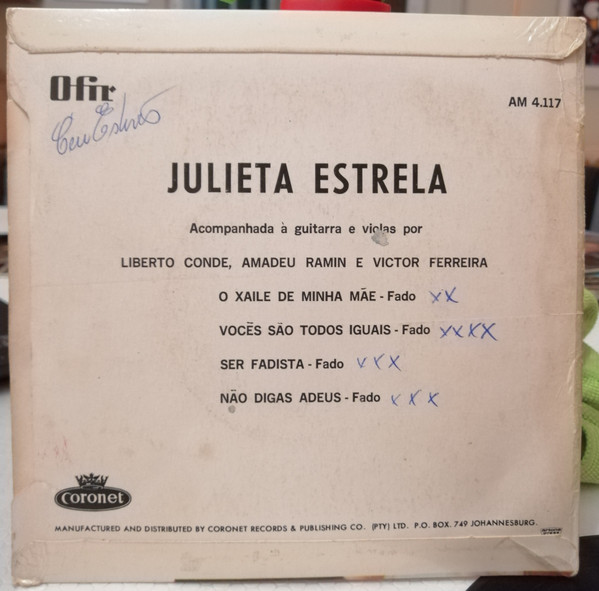 Ofir
AM 4.117
JULIETA ESTRELA
Acompanhada à guitarra e violas por
LIBERTO CONDE, AMADEU RAMIN E VICTOR FERREIRA
O XAILE DE MINHA MÃE - Fado xx
VOCÊS SÃO TODOS IGUAIS - Fado xxxx
SER FADISTA - Fado xxx
NÃO DIGAS ADEUS - Fado xxx
coronet
MANUFACTURED AND DISTRIBUTED BY CORONET RECORDS & PUBLISHING CO. (PTY) LTD. P.O. BOX. 749 JOHANNESBURG.